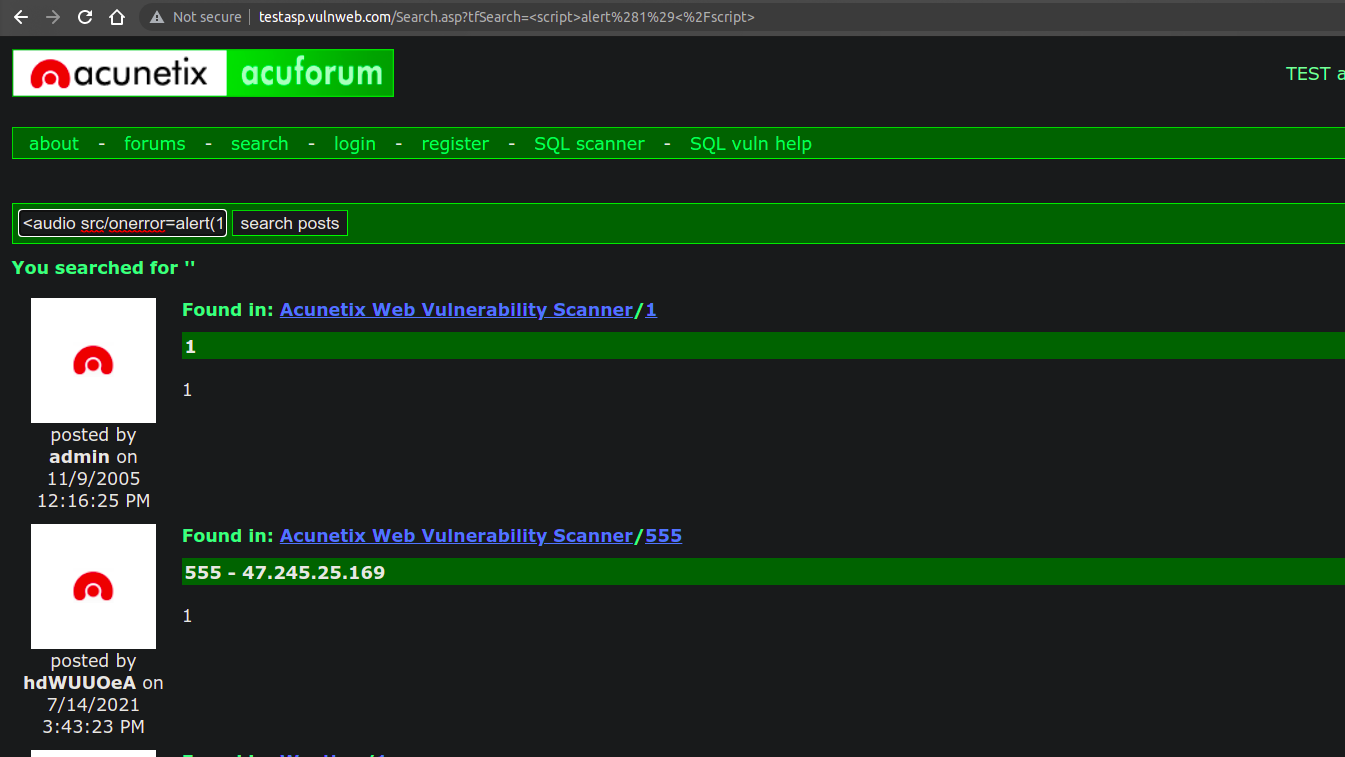 Not secure | testasp.vulnweb.com/Search.asp?tfSearch=<script>alert%281%29<%2Fscript>
acunetix acuforum
TEST a
about - forums - search - login - register - SQL scanner - SQL vuln help
<audio src/onerror=alert(1 search posts
You searched for ''
Found in: Acunetix Web Vulnerability Scanner/1
1
1
posted by
admin on
11/9/2005
12:16:25 PM
Found in: Acunetix Web Vulnerability Scanner/555
555 - 47.245.25.169
1
posted by
hdWUUOeA on
7/14/2021
3:43:23 PM